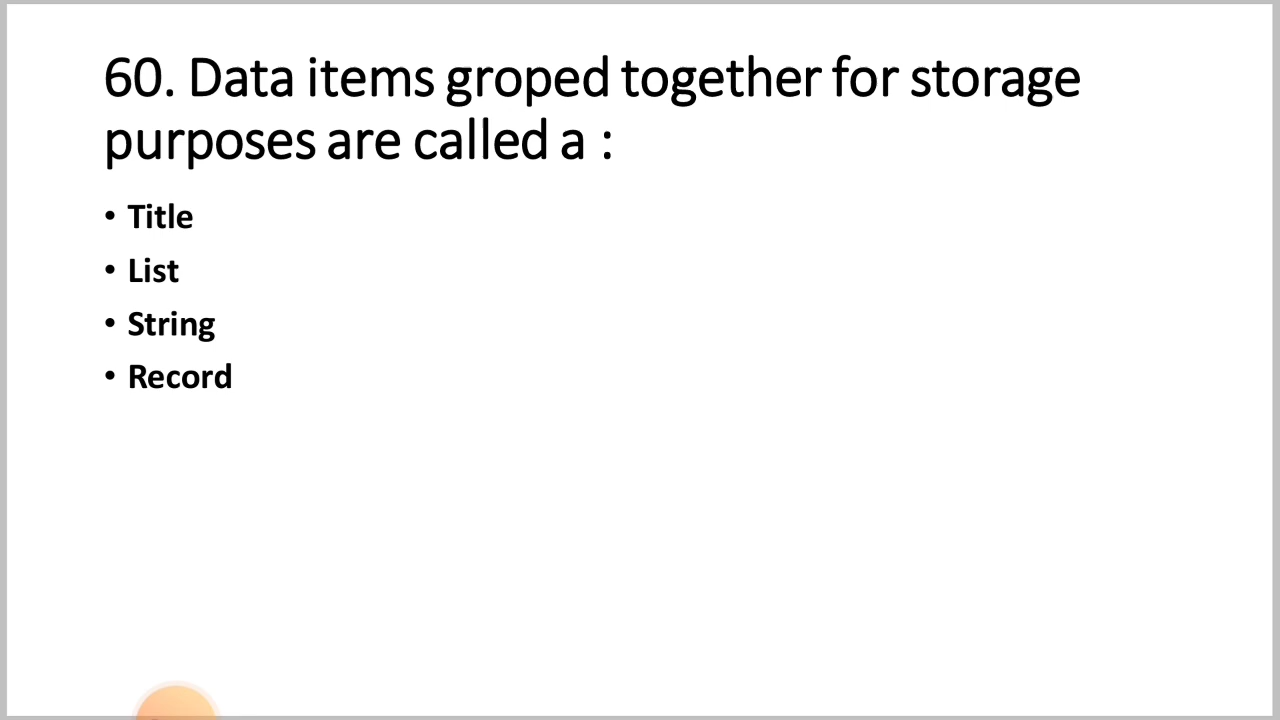 60. Data items groped together for storage
purposes are called a :
• Title
• List
• String
• Record